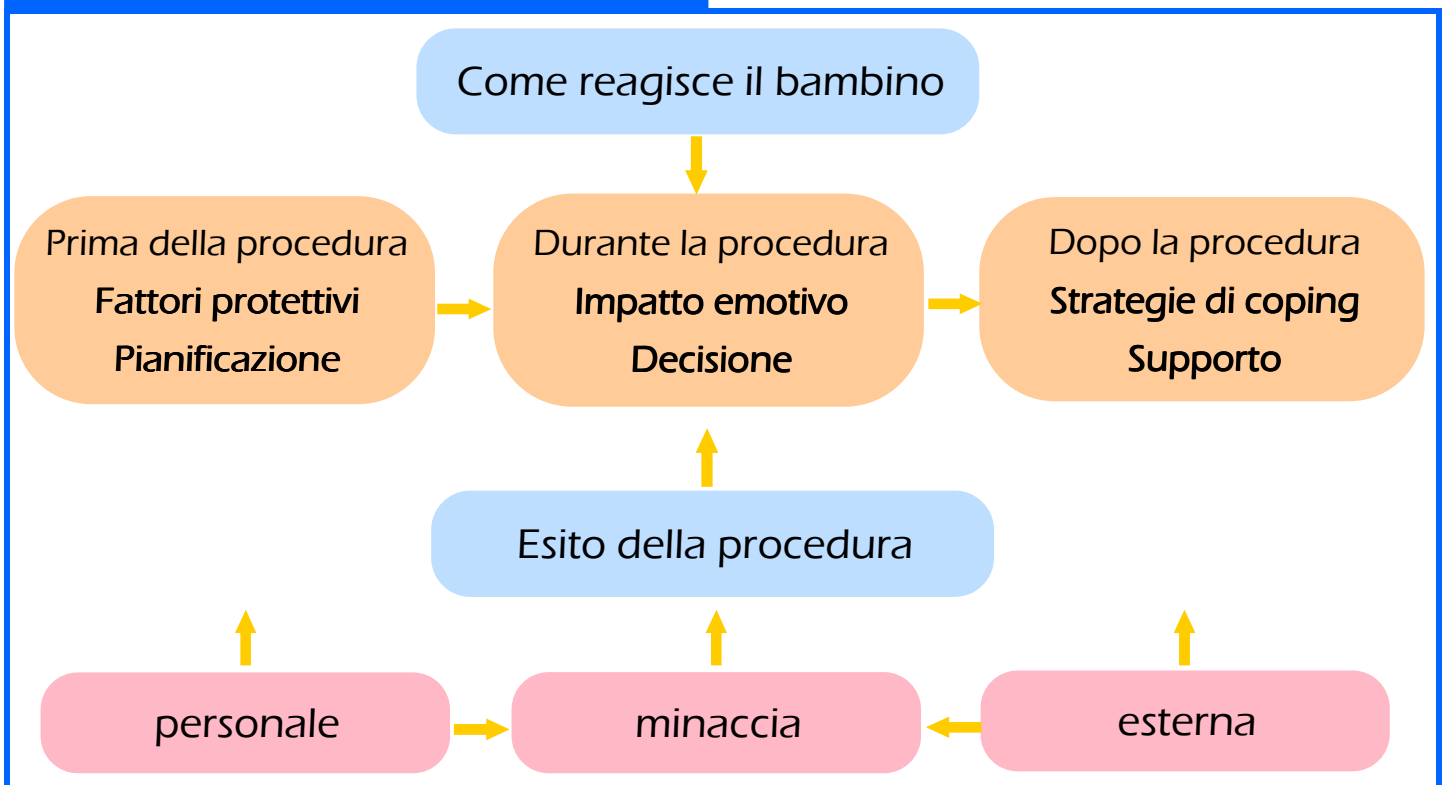 Come reagisce il bambino
Prima della procedura
Fattori protettivi
Pianificazione
Durante la procedura
Impatto emotivo
Decisione
Dopo la procedura
Strategie di coping
Supporto
Esito della procedura
personale
minaccia
esterna